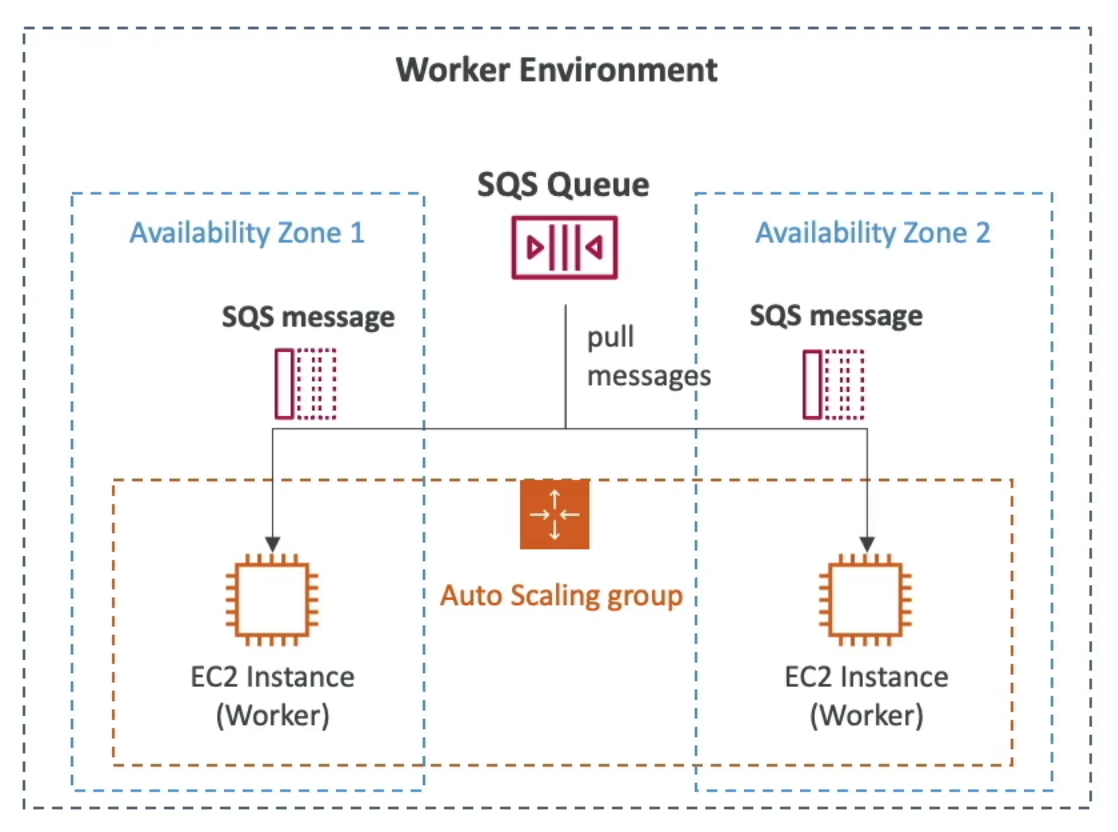 Worker Environment
SQS Queue
Availability Zone 1
Availability Zone 2
SQS message
SQS message
pull
messages
Auto Scaling group
EC2 Instance
(Worker)
EC2 Instance
(Worker)